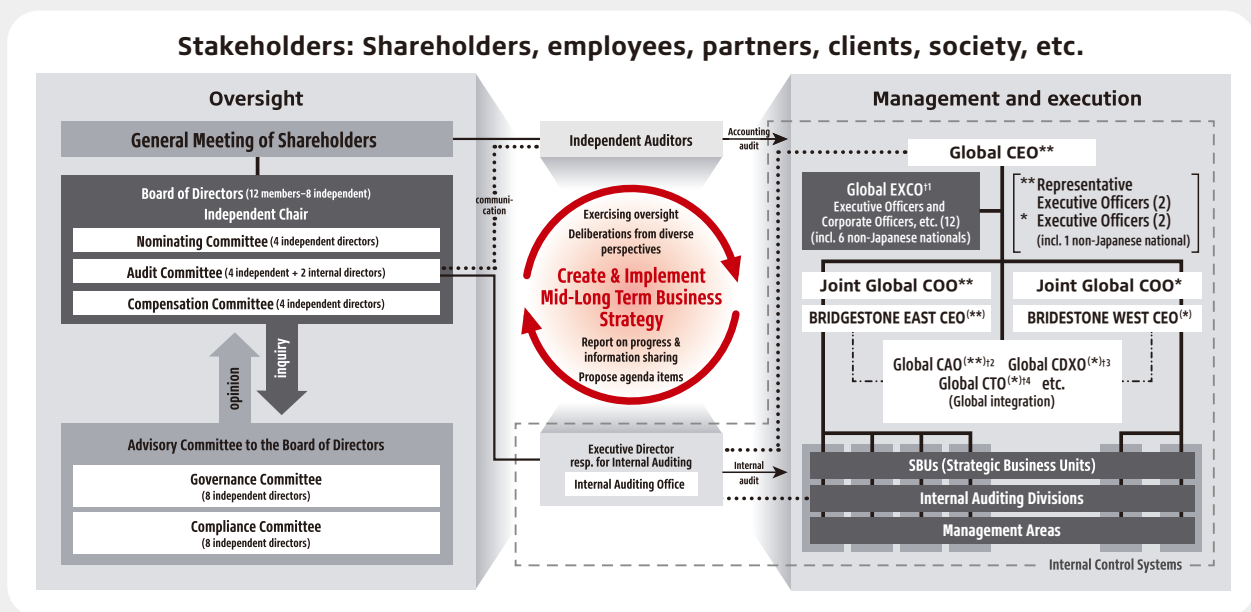 Stakeholders: Shareholders, employees, partners, clients, society, etc.
Oversight
General Meeting of Shareholders
Board of Directors (12 members–8 independent)
Independent Chair
Nominating Committee (4 independent directors)
Audit Committee (4 independent + 2 internal directors)
Compensation Committee (4 independent directors)
opinion
inquiry
Advisory Committee to the Board of Directors
Governance Committee
(8 independent directors)
Compliance Committee
(8 independent directors)
communi-
cation
Independent Auditors
Accounting
audit
Exercising oversight
Deliberations from diverse
perspectives
Create & Implement
Mid-Long Term Business
Strategy
Report on progress &
information sharing
Propose agenda items
Executive Director
resp. for Internal Auditing
Internal Auditing Office
Internal
audit
Management and execution
Global CEO**
Global EXCO†1
Executive Officers and
Corporate Officers, etc. (12)
(incl. 6 non-Japanese nationals)
** Representative
Executive Officers (2)
* Executive Officers (2)
(incl. 1 non-Japanese national)
Joint Global COO**
BRIDGESTONE EAST CEO(**)
Joint Global COO*
BRIDESTONE WEST CEO(*)
Global CAO(**)†2 Global CDXO(*)†3
Global CTO(*)†4 etc.
(Global integration)
SBUs (Strategic Business Units)
Internal Auditing Divisions
Management Areas
Internal Control Systems